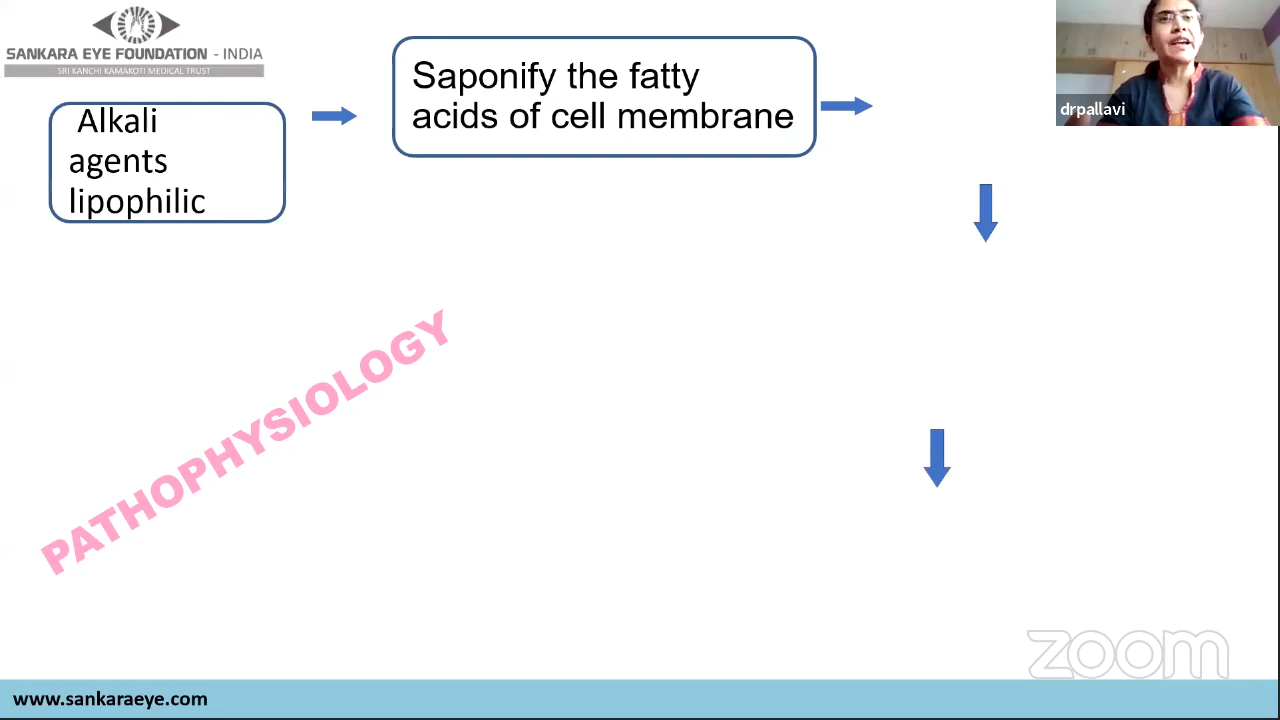 SANKARA EYE FOUNDATION - INDIA
SRI KANCHI KAMAKOTI MEDICAL TRUST
Alkali
agents
lipophilic
Saponify the fatty
acids of cell membrane
drpallavi
PATHOPHYSIOLOGY
zoom
www.sankaraeye.com